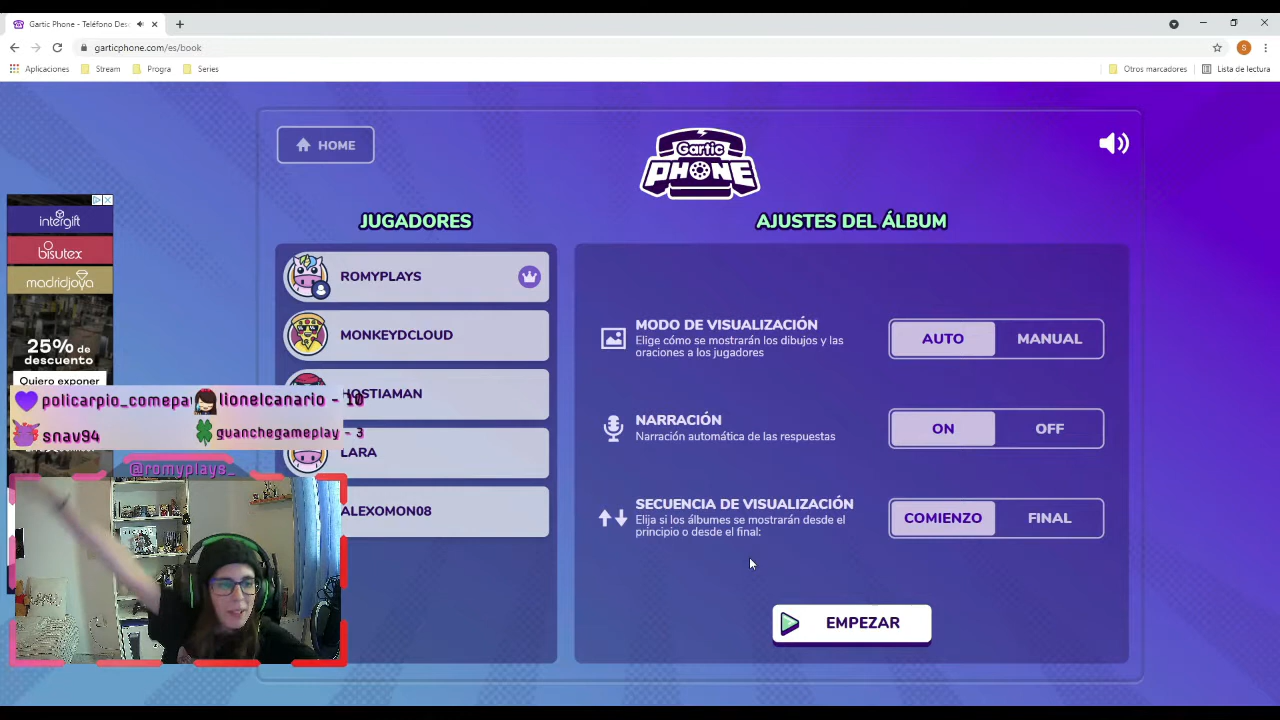 Gartic Phone - Teléfono Des
garticphone.com/es/book
Aplicaciones
Stream
Progra
Series
Otros marcadores
Lista de lectura
HOME
Gartic
PHONE
JUGADORES
AJUSTES DEL ÁLBUM
ROMYPLAYS
MONKEYDCLOUD
HOSTIAMAN
LARA
ALEXOMON08
MODO DE VISUALIZACIÓN
Elige cómo se mostrarán los dibujos y las
oraciones a los jugadores
AUTO
MANUAL
NARRACIÓN
Narración automática de las respuestas
ON
OFF
SECUENCIA DE VISUALIZACIÓN
Elija si los álbumes se mostrarán desde el
principio o desde el final:
COMIENZO
FINAL
EMPEZAR
intergift
bisutex
madridjoya
25% de
descuento
Quiero exponer
policarpio_comepa
lionelcanario - 10
snav94
guanchegameplay - 3
@romyplays_